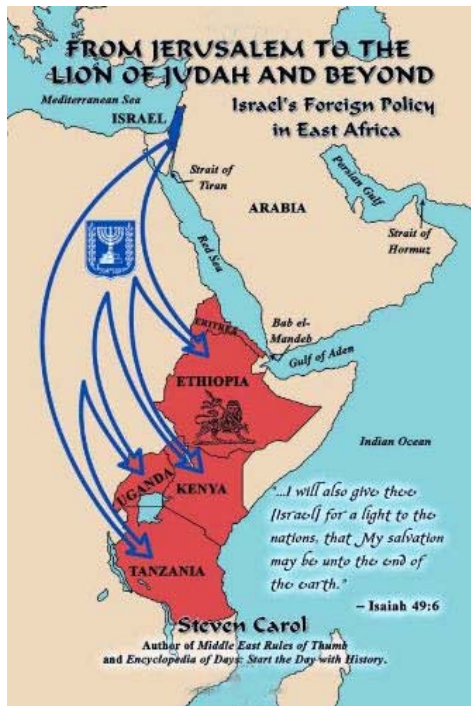 FROM JERUSALEM TO THE
LION OF JUDAH AND BEYOND
Israel's Foreign Policy
in East Africa
Mediterranean Sea
ISRAEL
Strait of
Tiran
Persian Gulf
ARABIA
Strait of
Hormuz
Red Sea
ERITREA
Bab el-
Mandeb
Gulf of Aden
ETHIOPIA
Indian Ocean
UGANDA
KENYA
"...I will also give thee
[Israel] for a light to the
nations, that My salvation
may be unto the end of
the earth."
– Isaiah 49:6
TANZANIA
Steven Carol
Author of Middle East Rules of Thumb
and Encyclopedia of Days: Start the Day with History.